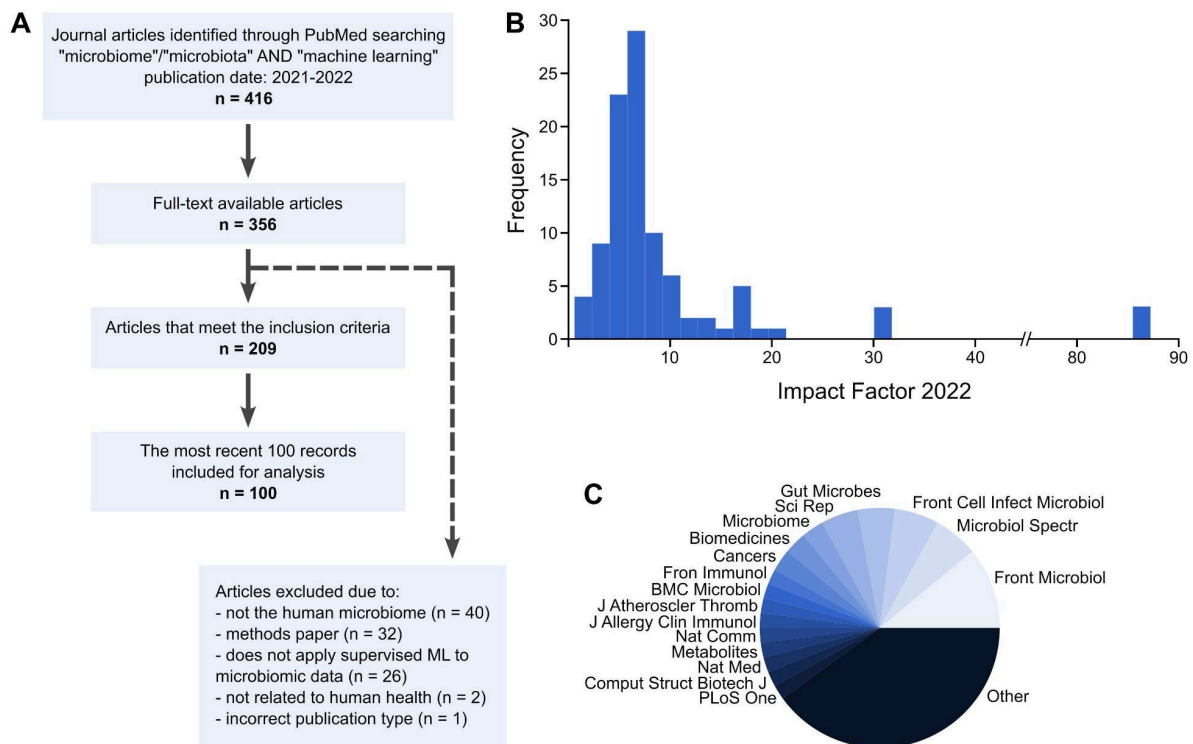 A
Journal articles identified through PubMed searching
"microbiome"/"microbiota" AND "machine learning"
publication date: 2021-2022
n = 416
Full-text available articles
n = 356
Articles that meet the inclusion criteria
n = 209
The most recent 100 records
included for analysis
n = 100
Articles excluded due to:
- not the human microbiome (n = 40)
- methods paper (n = 32)
- does not apply supervised ML to
microbiomic data (n = 26)
- not related to human health (n = 2)
- incorrect publication type (n = 1)
B
Frequency
30
25
20
15
10
5
0
10
20
30
40
80
90
Impact Factor 2022
C
Gut Microbes
Sci Rep
Microbiome
Biomedicines
Cancers
Fron Immunol
BMC Microbiol
J Atheroscler Thromb
J Allergy Clin Immunol
Nat Comm
Metabolites
Nat Med
Comput Struct Biotech J
PLoS One
Front Cell Infect Microbiol
Microbiol Spectr
Front Microbiol
Other